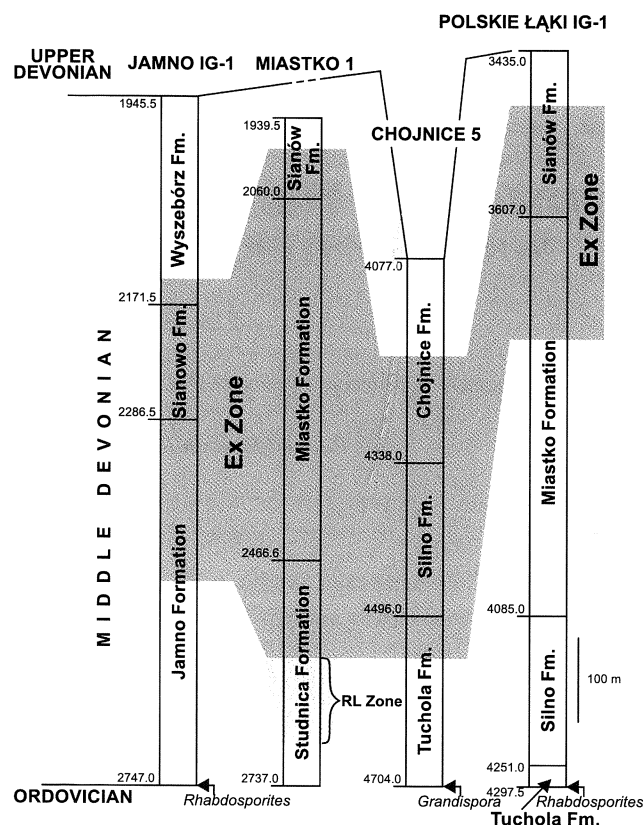 POLSKIE ŁĄKI IG-1
UPPER
DEVONIAN
JAMNO IG-1
MIASTKO 1
3435.0
1945.5
1939.5
CHOJNICE 5
Wyszebórz Fm.
Sianów
Fm.
Sianów Fm.
2060.0
3607.0
Ex Zone
4077.0
2171.5
Sianowo Fm.
Miastko Formation
Chojnice Fm.
Miastko Formation
MIDDLE DEVONIAN
2286.5
Ex Zone
4338.0
Silno Fm.
2466.6
Jamno Formation
4496.0
4085.0
Studnica Formation
RL Zone
Tuchola Fm.
Silno Fm.
100 m
4251.0
2747.0
2737.0
4704.0
4297.5
ORDOVICIAN
Rhabdosporites
Grandispora
Rhabdosporites
Tuchola Fm.